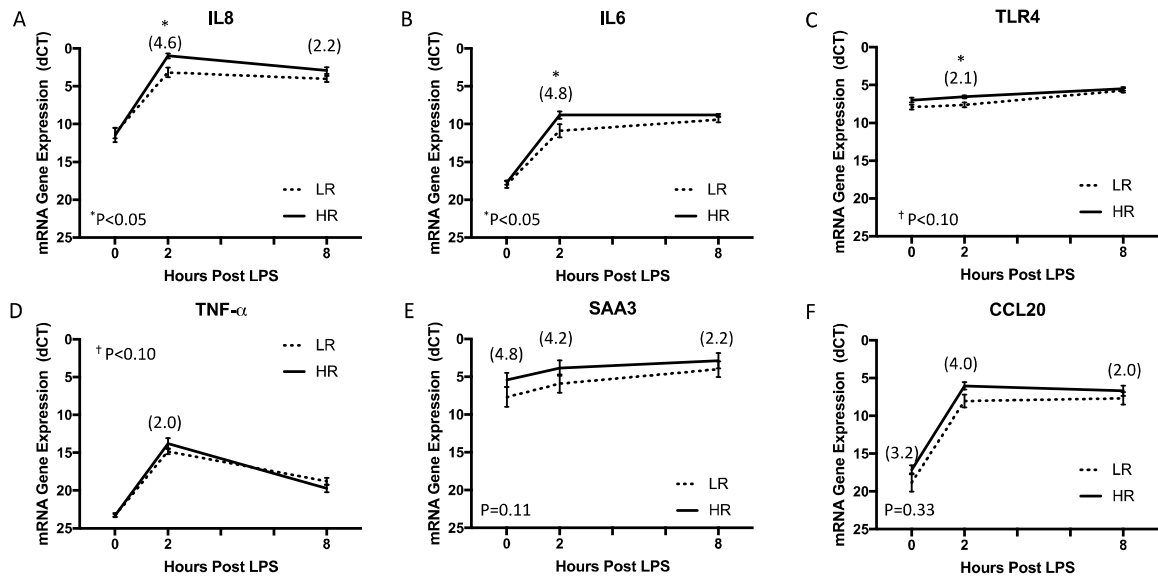 A
IL8
mRNA Gene Expression (dCT)
0
5
10
15
20
25
*
(4.6)
(2.2)
LR
HR
*P<0.05
0
2
8
Hours Post LPS
B
IL6
mRNA Gene Expression (dCT)
0
5
10
15
20
25
*
(4.8)
LR
HR
*P<0.05
0
2
8
Hours Post LPS
C
TLR4
mRNA Gene Expression (dCT)
0
5
10
15
20
25
*
(2.1)
LR
HR
† P<0.10
0
2
8
Hours Post LPS
D
TNF-α
mRNA Gene Expression (dCT)
0
5
10
15
20
25
† P<0.10
LR
HR
(2.0)
0
2
8
Hours Post LPS
E
SAA3
mRNA Gene Expression (dCT)
0
5
10
15
20
25
(4.8)
(4.2)
(2.2)
LR
HR
P=0.11
0
2
8
Hours Post LPS
F
CCL20
mRNA Gene Expression (dCT)
0
5
10
15
20
25
(3.2)
(4.0)
(2.0)
LR
HR
P=0.33
0
2
8
Hours Post LPS